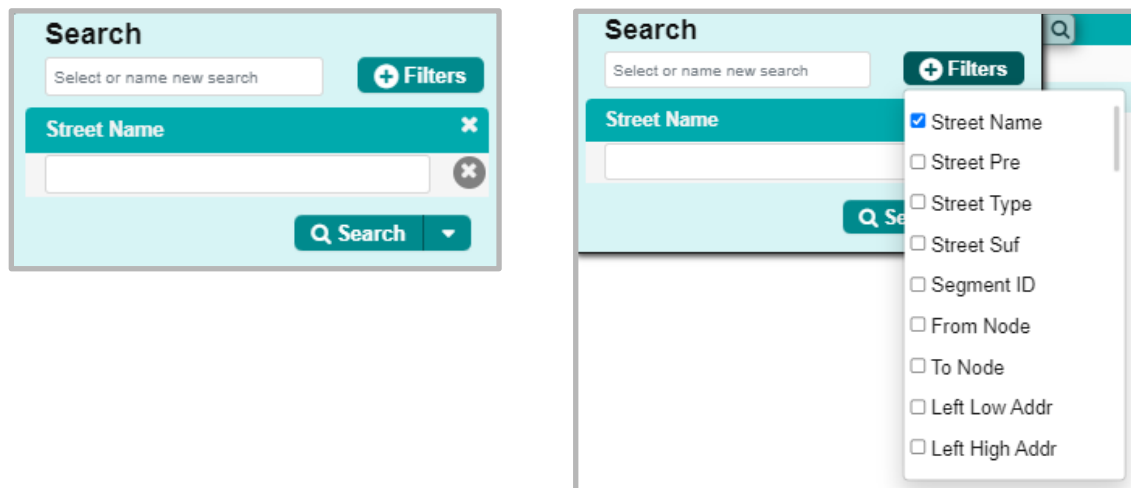 Search
Select or name new search
Filters
Street Name
Search
Search
Select or name new search
Filters
Street Name
Se
Street Name
Street Pre
Street Type
Street Suf
Segment ID
From Node
To Node
Left Low Addr
Left High Addr